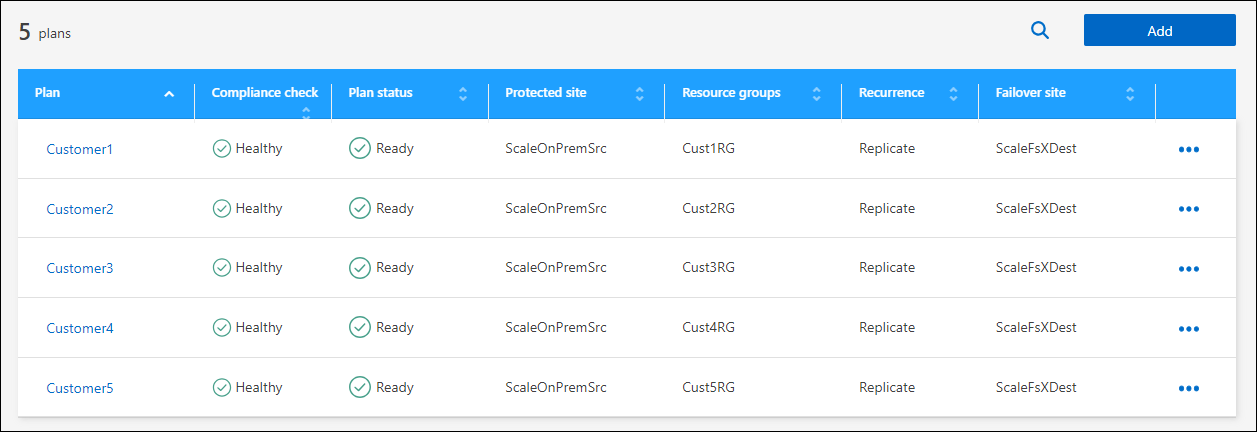 5 plans
Add
Plan Compliance check Plan status Protected site Resource groups Recurrence Failover site
Customer1 Healthy Ready ScaleOnPremSrc Cust1RG Replicate ScaleFsXDest
Customer2 Healthy Ready ScaleOnPremSrc Cust2RG Replicate ScaleFsXDest
Customer3 Healthy Ready ScaleOnPremSrc Cust3RG Replicate ScaleFsXDest
Customer4 Healthy Ready ScaleOnPremSrc Cust4RG Replicate ScaleFsXDest
Customer5 Healthy Ready ScaleOnPremSrc Cust5RG Replicate ScaleFsXDest